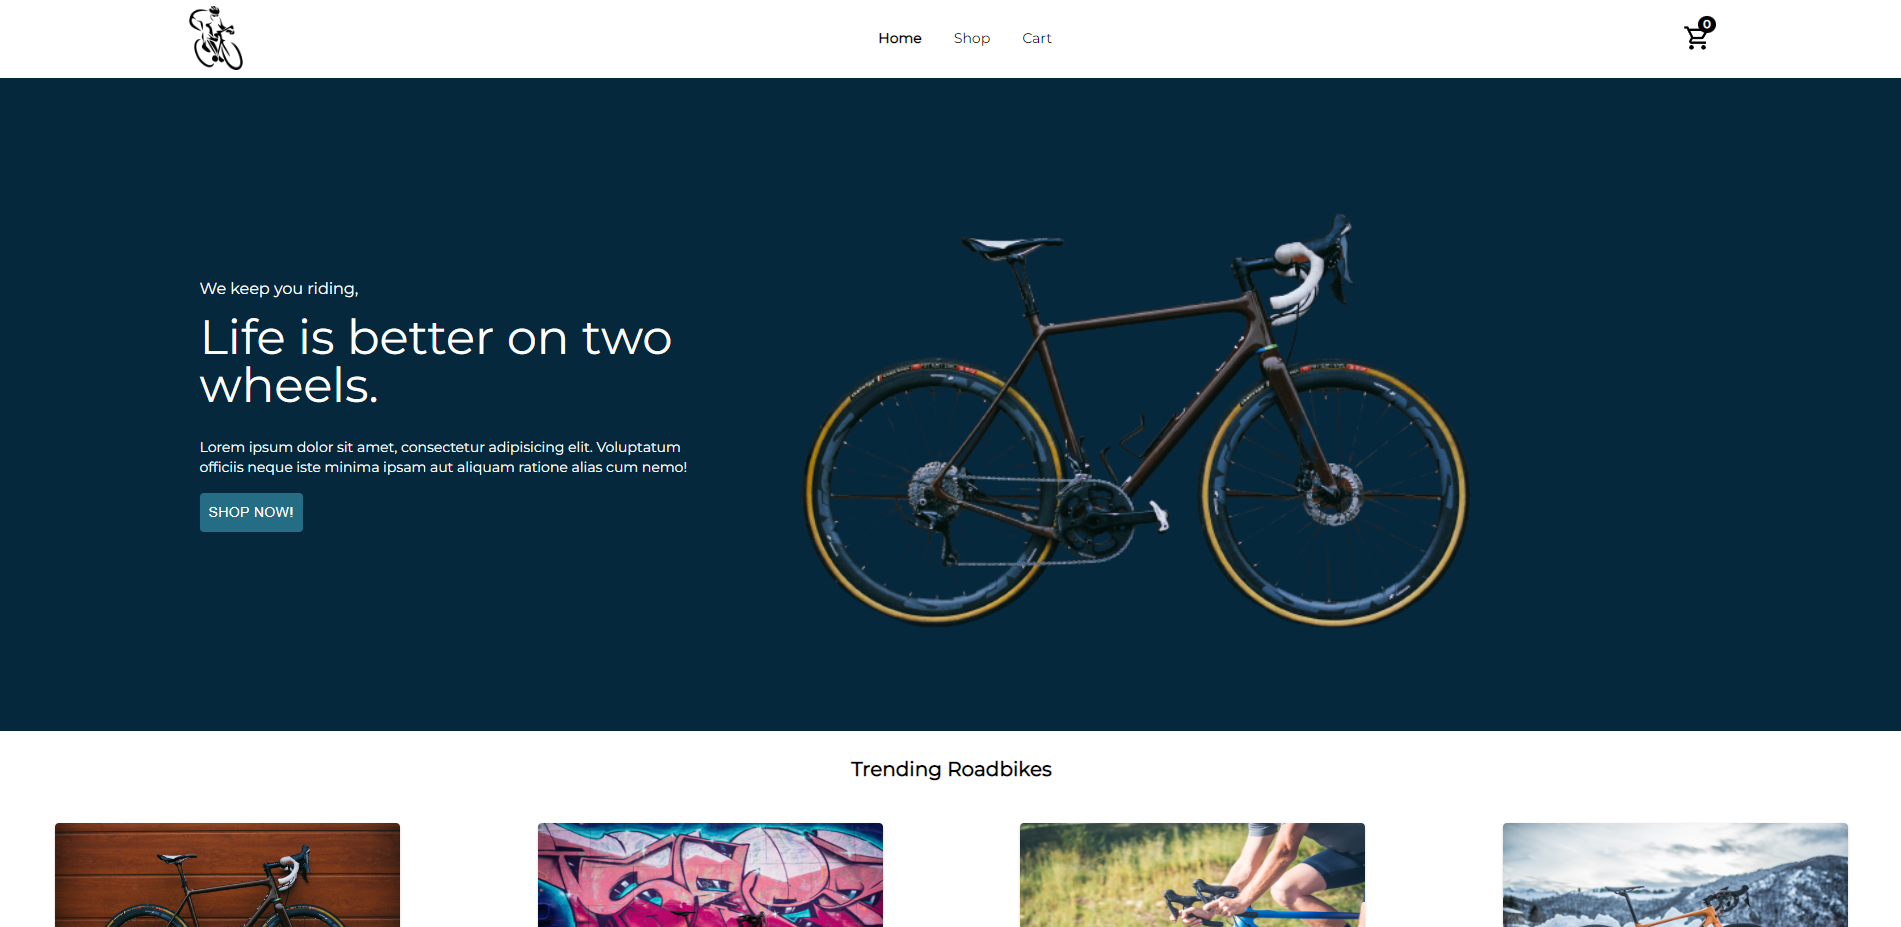 Home Shop Cart 0
We keep you riding,
Life is better on two
wheels.
Lorem ipsum dolor sit amet, consectetur adipisicing elit. Voluptatum
officiis neque iste minima ipsam aut aliquam ratione alias cum nemo!
SHOP NOW!
Trending Roadbikes